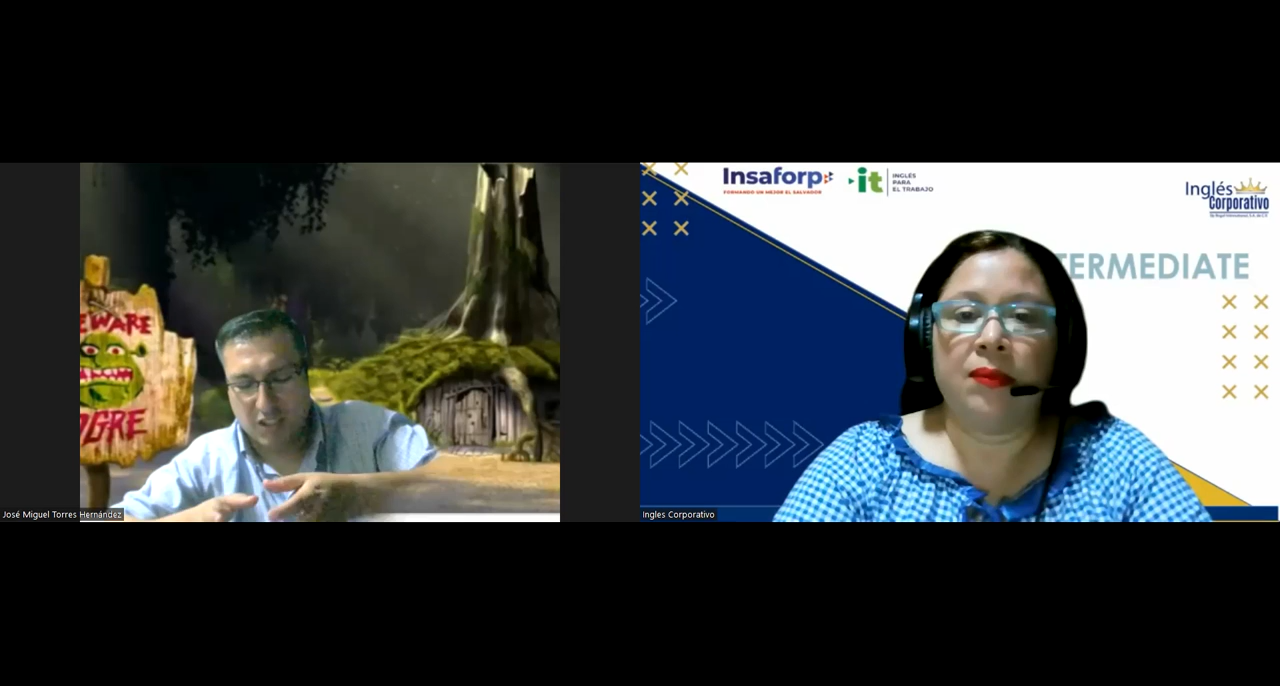 EWARE
OGRE
José Miguel Torres Hernández
Insaforp
FORMANDO UN MEJOR EL SALVADOR
it
INGLÉS
PARA
EL TRABAJO
Inglés
Corporativo
TERMEDIATE
Ingles Corporativo